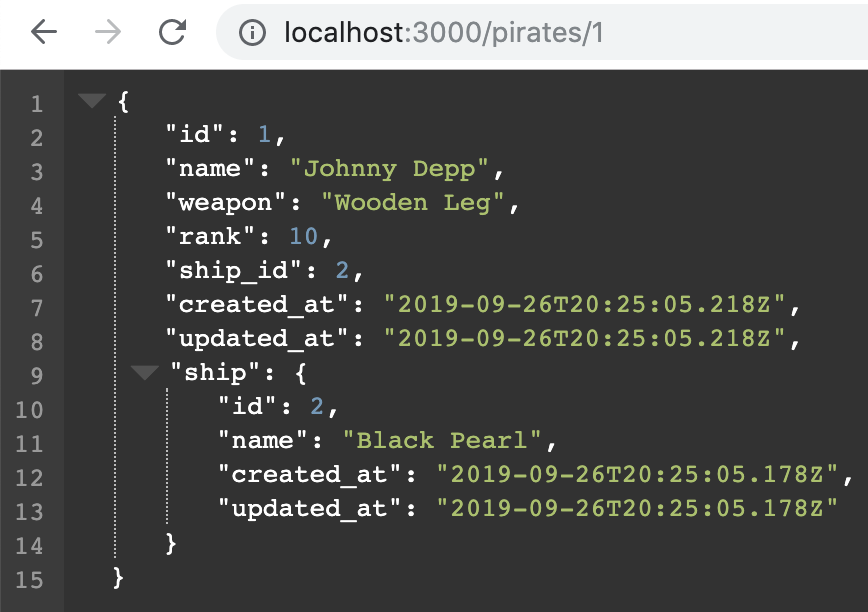 localhost:3000/pirates/1
1 {
2 "id": 1,
3 "name": "Johnny Depp",
4 "weapon": "Wooden Leg",
5 "rank": 10,
6 "ship_id": 2,
7 "created_at": "2019-09-26T20:25:05.218Z",
8 "updated_at": "2019-09-26T20:25:05.218Z",
9 "ship": {
10 "id": 2,
11 "name": "Black Pearl",
12 "created_at": "2019-09-26T20:25:05.178Z",
13 "updated_at": "2019-09-26T20:25:05.178Z"
14 }
15 }